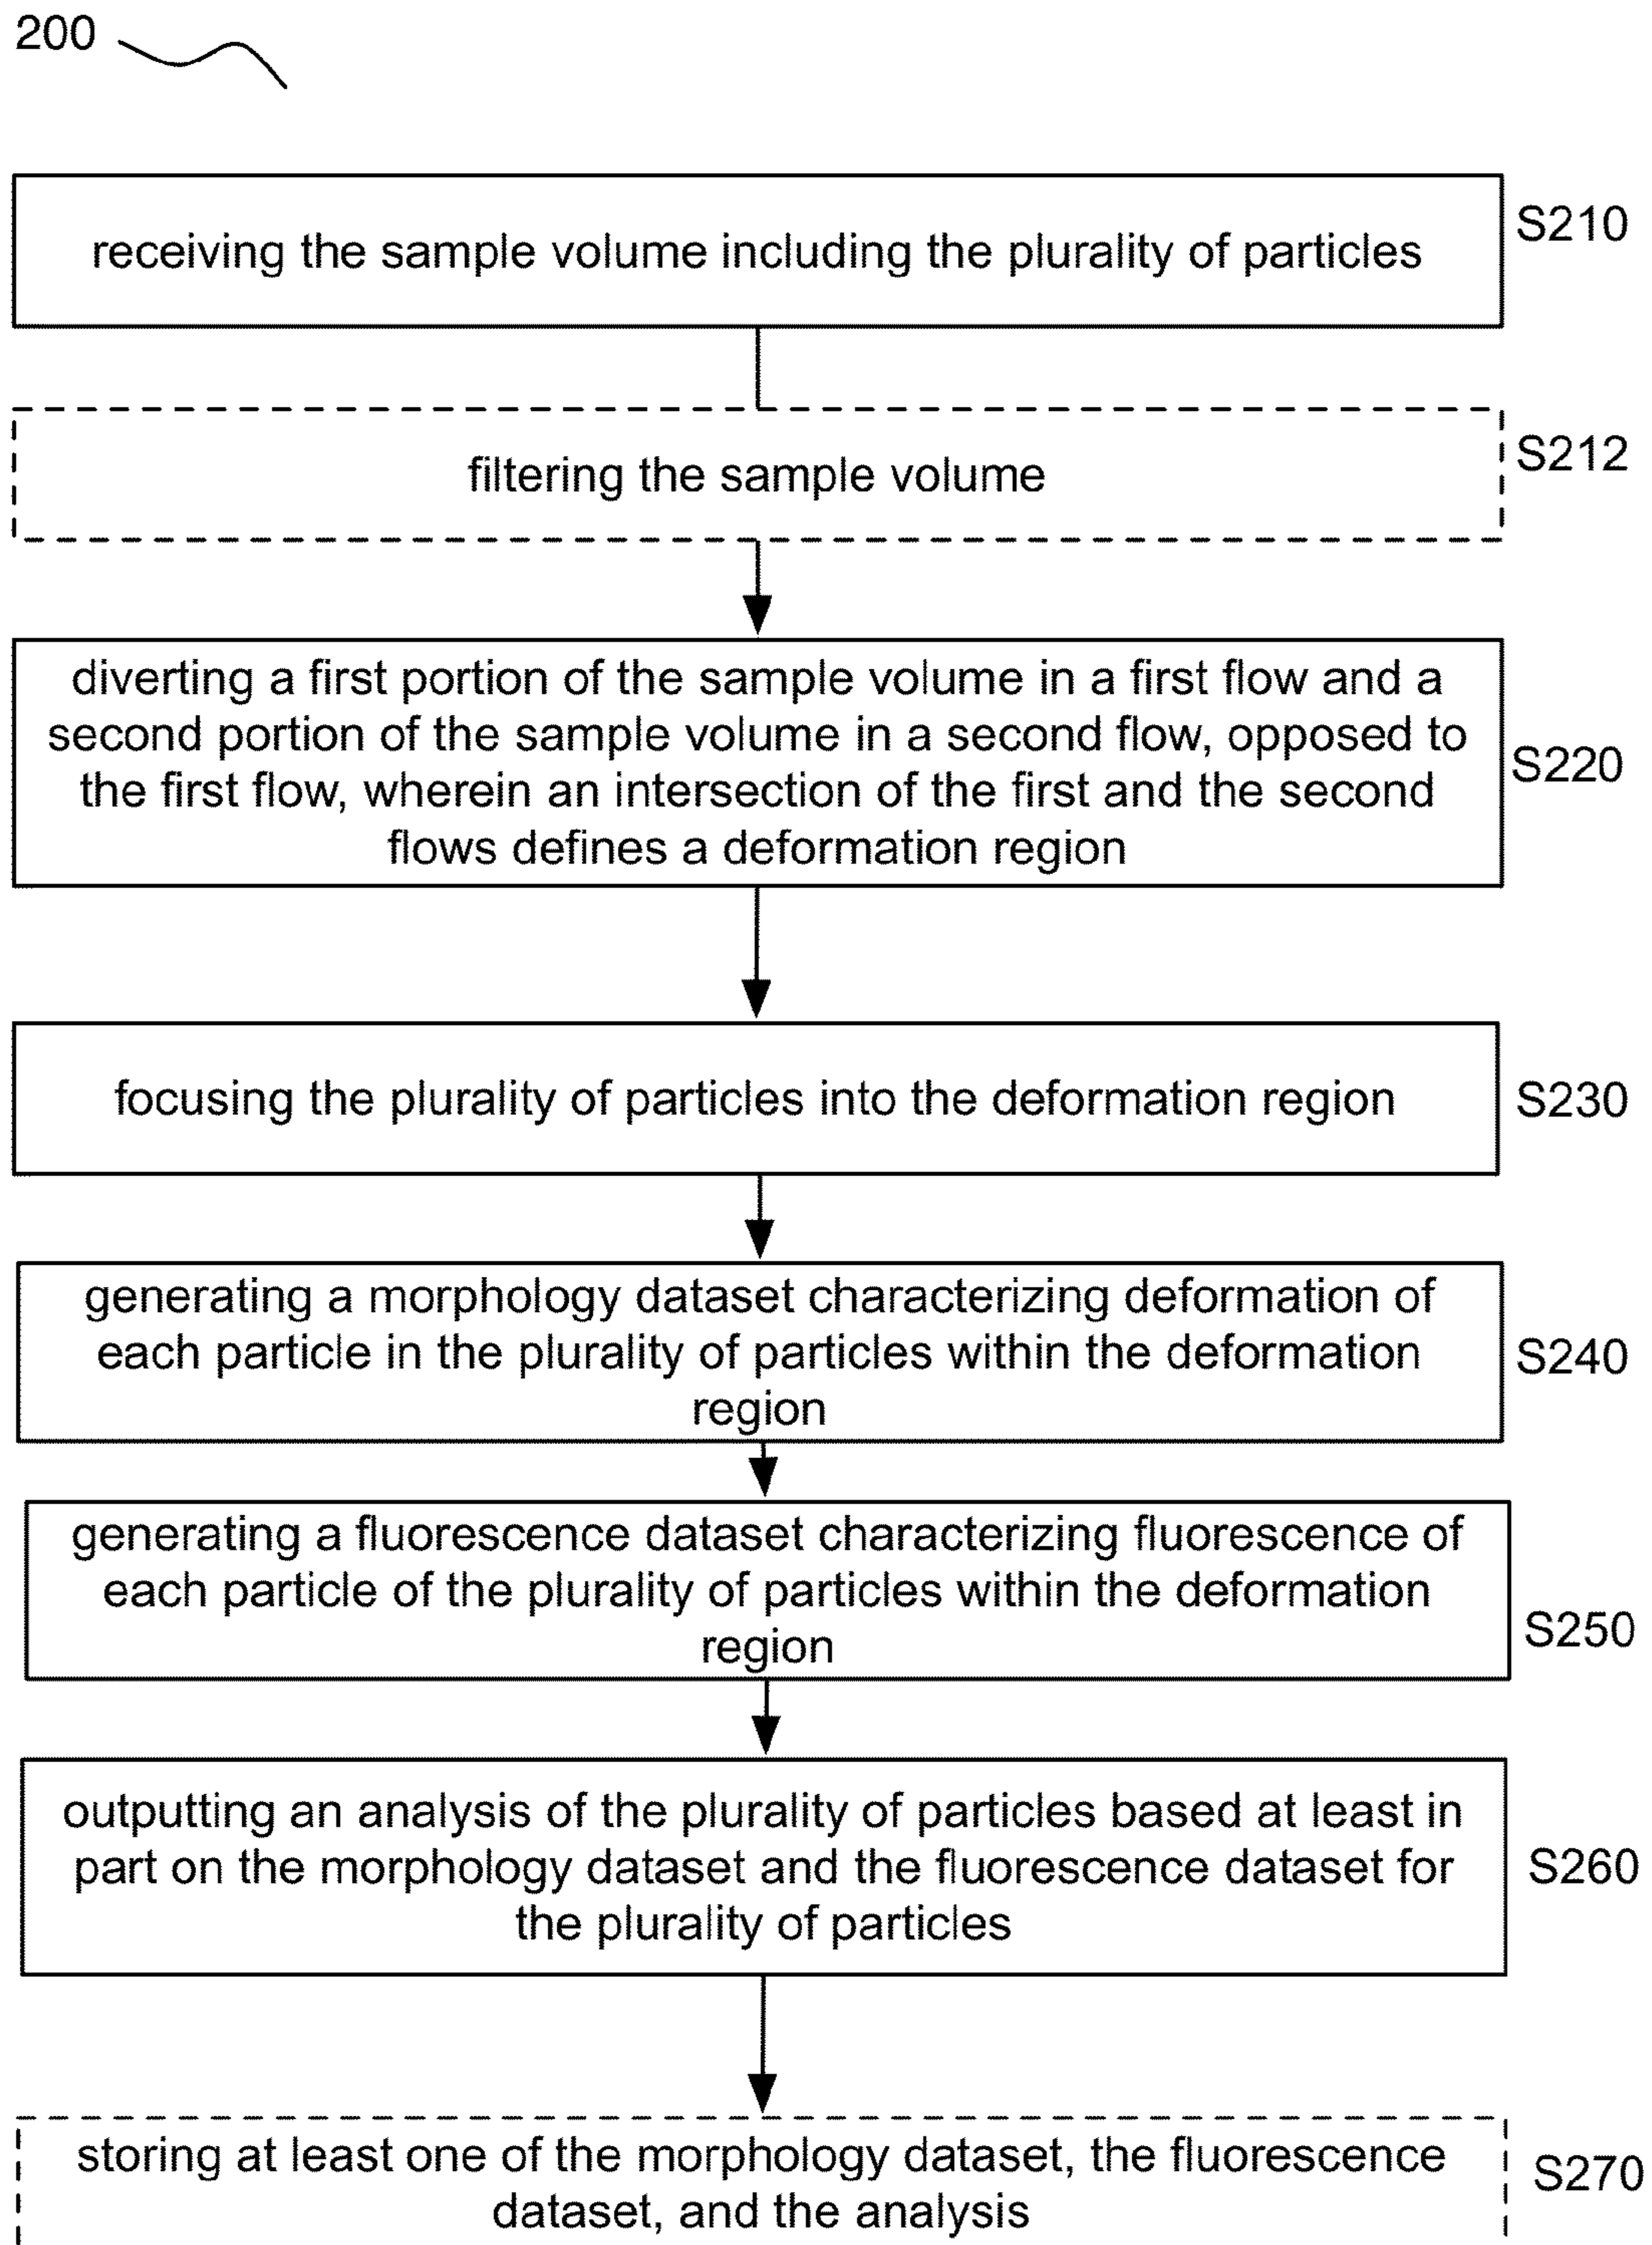 200
receiving the sample volume including the plurality of particles
S210
filtering the sample volume
S212
diverting a first portion of the sample volume in a first flow and a
second portion of the sample volume in a second flow, opposed to
the first flow, wherein an intersection of the first and the second
flows defines a deformation region
S220
focusing the plurality of particles into the deformation region
S230
generating a morphology dataset characterizing deformation of
each particle in the plurality of particles within the deformation
region
S240
generating a fluorescence dataset characterizing fluorescence of
each particle of the plurality of particles within the deformation
region
S250
outputting an analysis of the plurality of particles based at least in
part on the morphology dataset and the fluorescence dataset for
the plurality of particles
S260
storing at least one of the morphology dataset, the fluorescence
dataset, and the analysis
S270